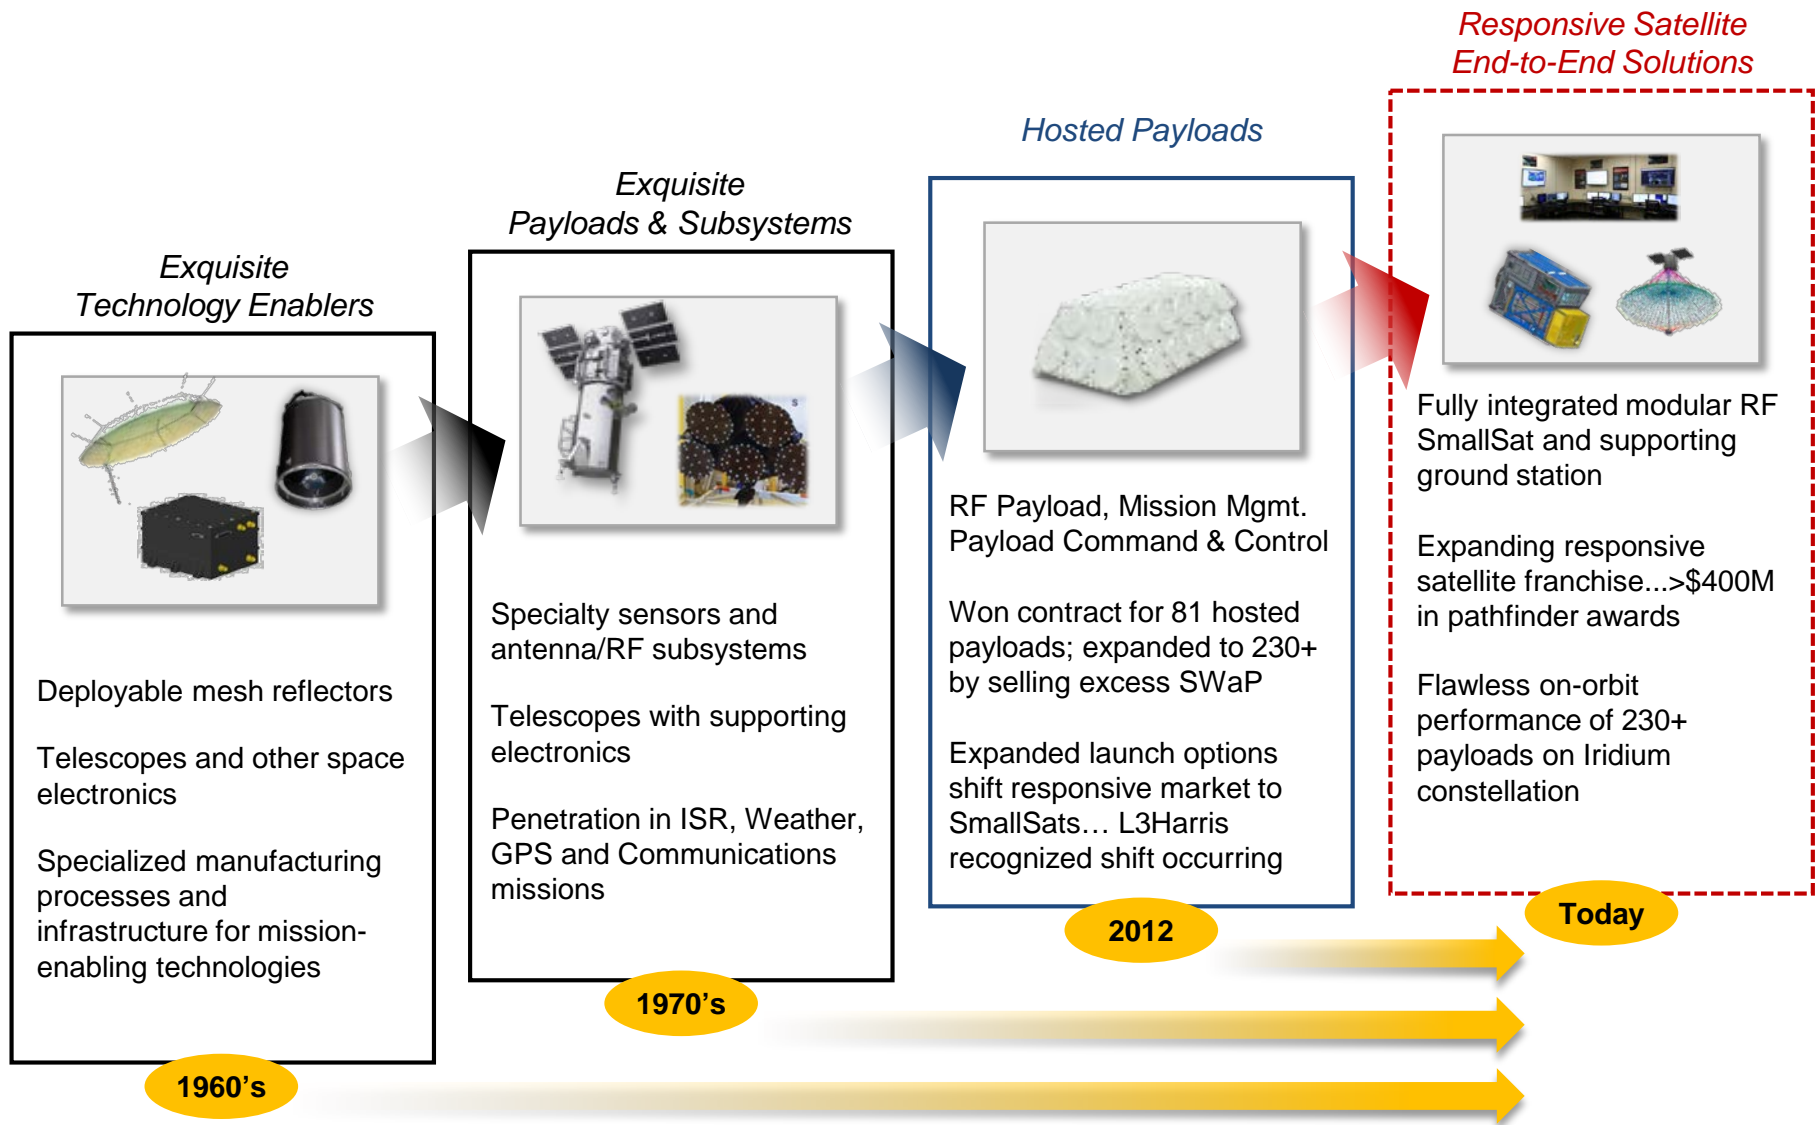 Exquisite
Technology Enablers
Deployable mesh reflectors
Telescopes and other space
electronics
Specialized manufacturing
processes and
infrastructure for mission-
enabling technologies
1960’s
Exquisite
Payloads & Subsystems
S
Specialty sensors and
antenna/RF subsystems
Telescopes with supporting
electronics
Penetration in ISR, Weather,
GPS and Communications
missions
1970’s
Hosted Payloads
RF Payload, Mission Mgmt.
Payload Command & Control
Won contract for 81 hosted
payloads; expanded to 230+
by selling excess SWaP
Expanded launch options
shift responsive market to
SmallSats… L3Harris
recognized shift occurring
2012
Responsive Satellite
End-to-End Solutions
Fully integrated modular RF
SmallSat and supporting
ground station
Expanding responsive
satellite franchise...>$400M
in pathfinder awards
Flawless on-orbit
performance of 230+
payloads on Iridium
constellation
Today